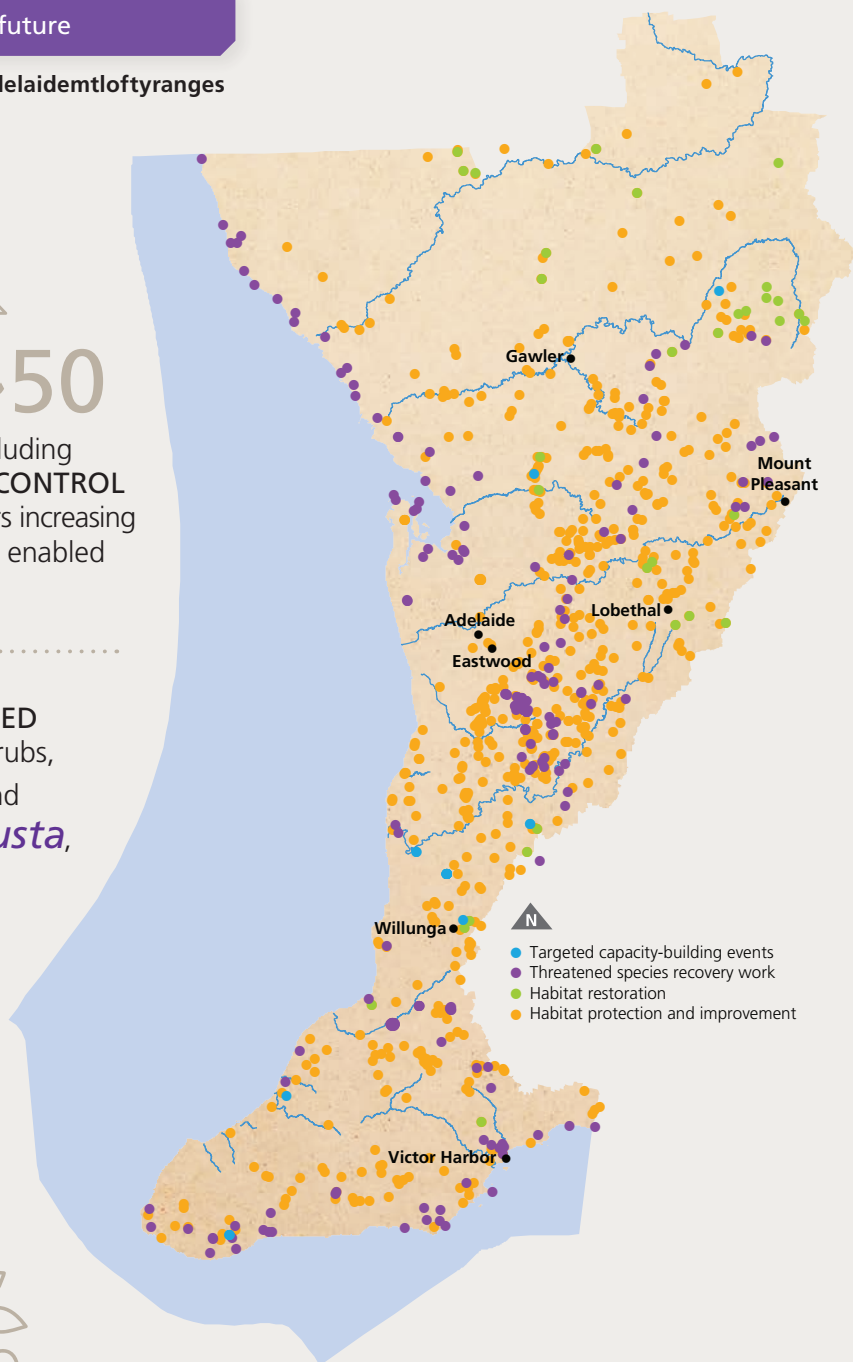 future
delaidemtloftyranges
50
luding
CONTROL
s increasing
enabled
ED
rubs,
nd
usta,
Gawler
Mount
Pleasant
Lobethal
Adelaide
Eastwood
Willunga
N
Targeted capacity-building events
Threatened species recovery work
Habitat restoration
Habitat protection and improvement
Victor Harbor